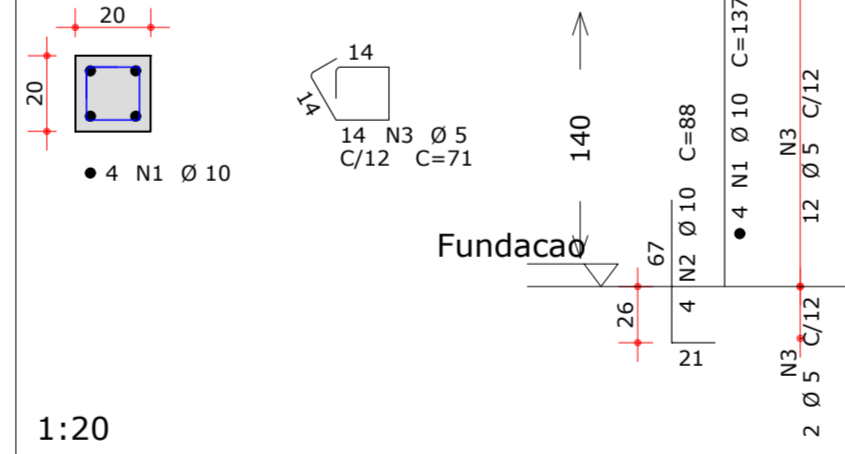 20
20
● 4 N1 Ø 10
14
14
14 N3 Ø 5
C/12 C=71
140
Fundacao
67
26
21
4 N2 Ø 10 C=88
● 4 N1 Ø 10 C=137
N3
12 Ø 5 C/12
N3
2 Ø 5 C/12
1:20